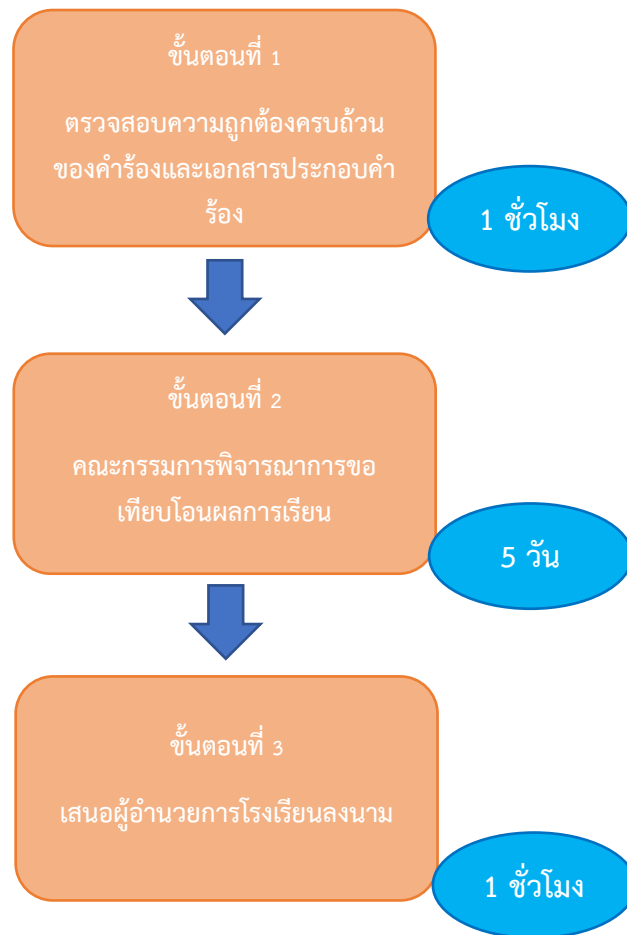 ขั้นตอนที่ 1
ตรวจสอบความถูกต้องครบถ้วน
ของคำร้องและเอกสารประกอบคำ
ร้อง
1 ชั่วโมง
ขั้นตอนที่ 2
คณะกรรมการพิจารณาการขอ
เทียบโอนผลการเรียน
5 วัน
ขั้นตอนที่ 3
เสนอผู้อำนวยการโรงเรียนลงนาม
1 ชั่วโมง